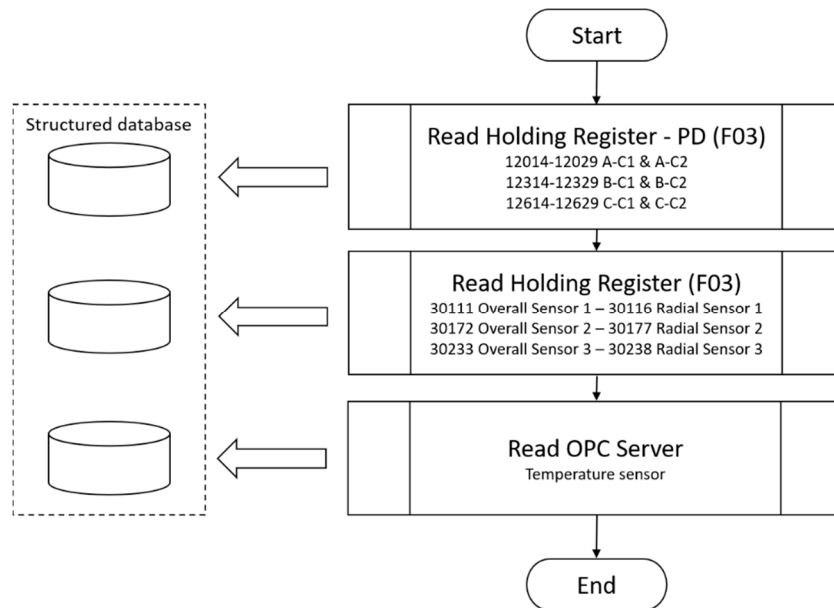 Start
Structured database
Read Holding Register - PD (F03)
12014-12029 A-C1 & A-C2
12314-12329 B-C1 & B-C2
12614-12629 C-C1 & C-C2
Read Holding Register (F03)
30111 Overall Sensor 1 – 30116 Radial Sensor 1
30172 Overall Sensor 2 – 30177 Radial Sensor 2
30233 Overall Sensor 3 – 30238 Radial Sensor 3
Read OPC Server
Temperature sensor
End